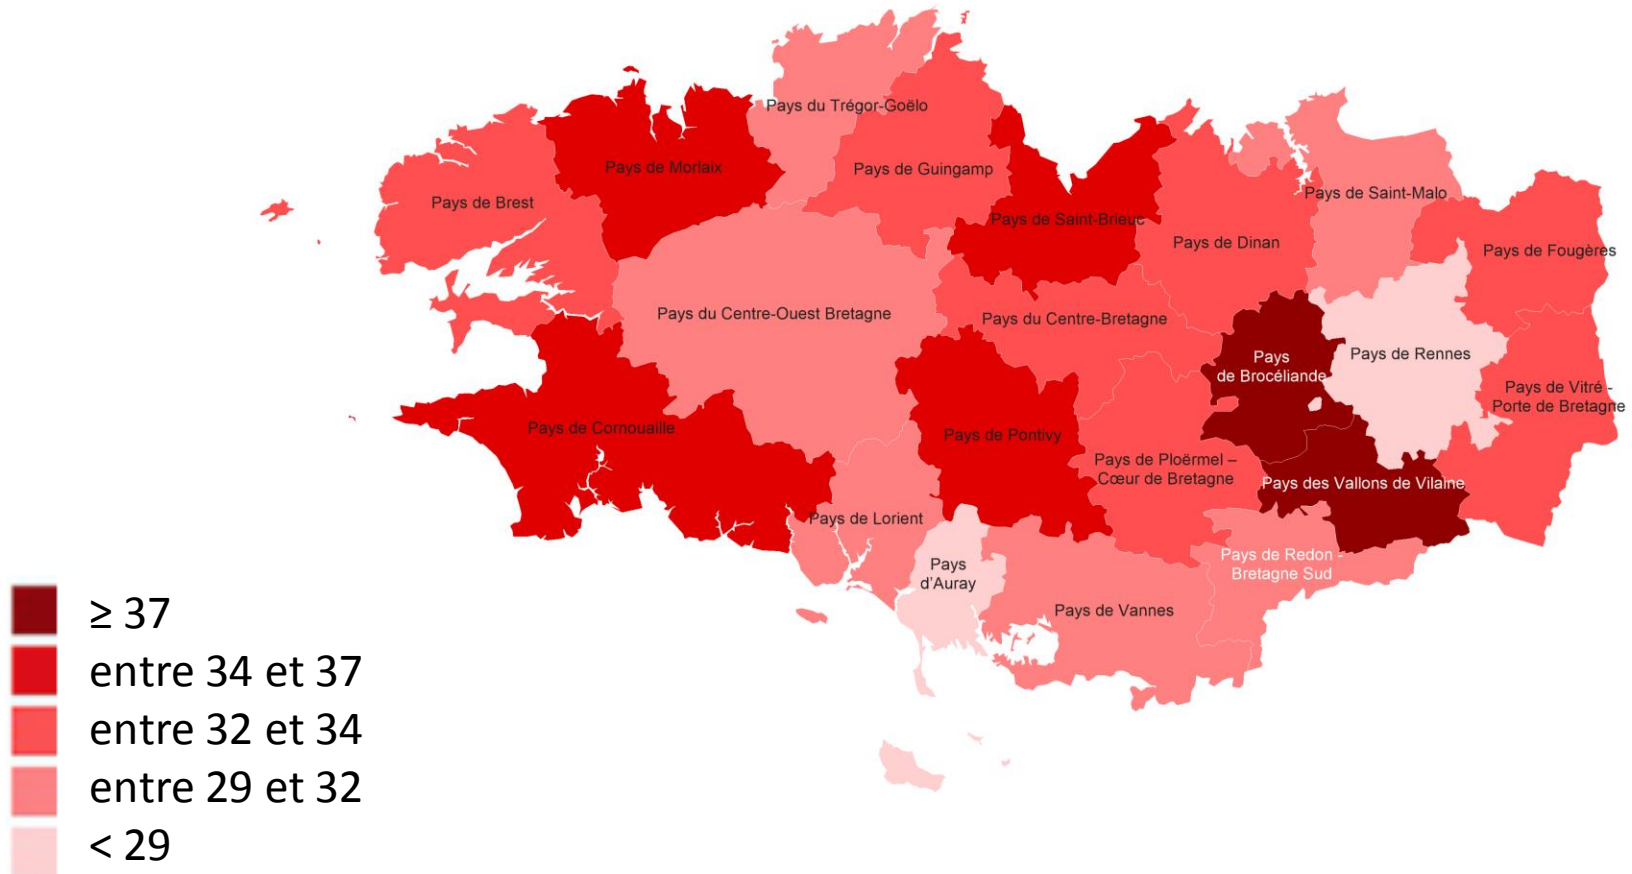 Pays du Trégor-Goëlo
Pays de Morlaix
Pays de Guingamp
Pays de Brest
Pays de Saint-Malo
Pays de Saint-Brieuc
Pays de Dinan
Pays de Fougères
Pays du Centre-Ouest Bretagne
Pays du Centre-Bretagne
Pays
de Brocéliande
Pays de Rennes
Pays de Vitré -
Porte de Bretagne
Pays de Cornouaille
Pays de Pontivy
Pays de Ploërmel –
Cœur de Bretagne
Pays des Vallons de Vilaine
Pays de Lorient
Pays
d’Auray
Pays de Redon -
Bretagne Sud
Pays de Vannes
≥ 37
entre 34 et 37
entre 32 et 34
entre 29 et 32
< 29